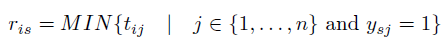 r_{is} = MIN{t_{ij} | j ∈ {1, . . . , n} and y_{sj} = 1}